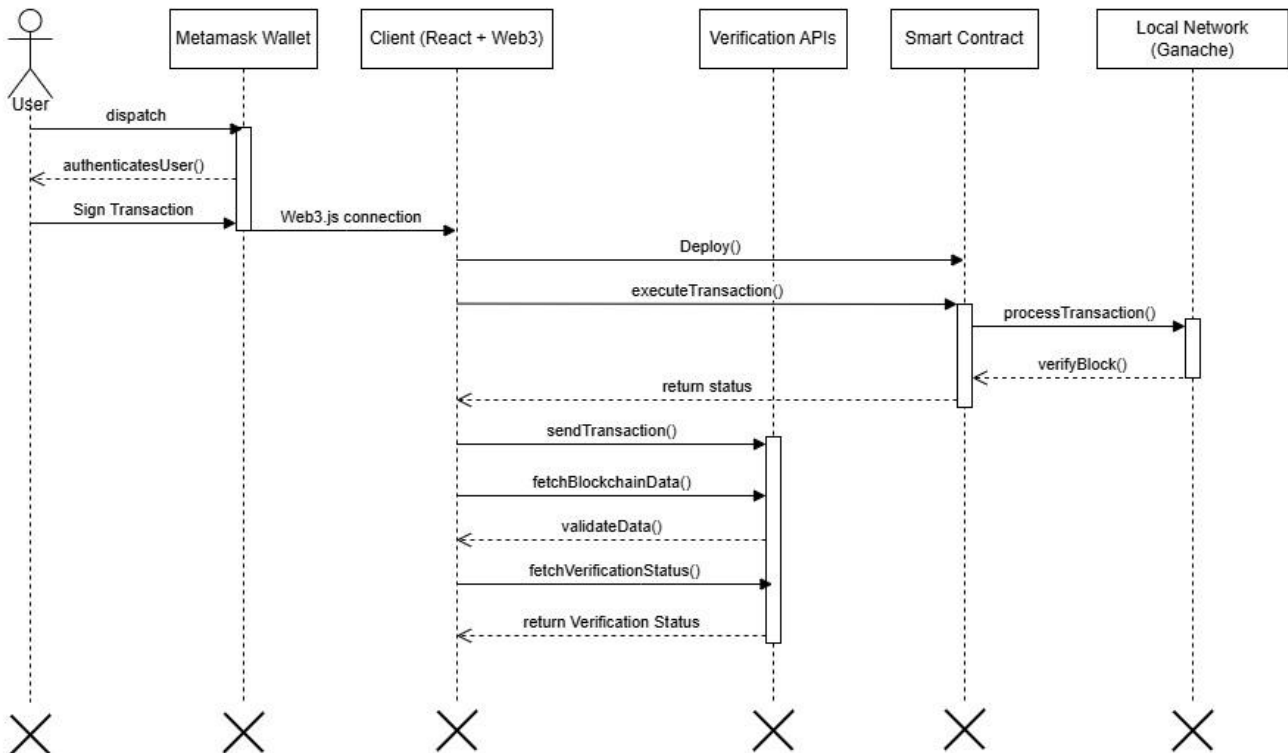 Metamask Wallet
Client (React + Web3)
Verification APIs
Smart Contract
Local Network
(Ganache)
User
dispatch
authenticatesUser()
Sign Transaction
Web3.js connection
Deploy()
executeTransaction()
processTransaction()
verifyBlock()
return status
sendTransaction()
fetchBlockchainData()
validateData()
fetchVerificationStatus()
return Verification Status